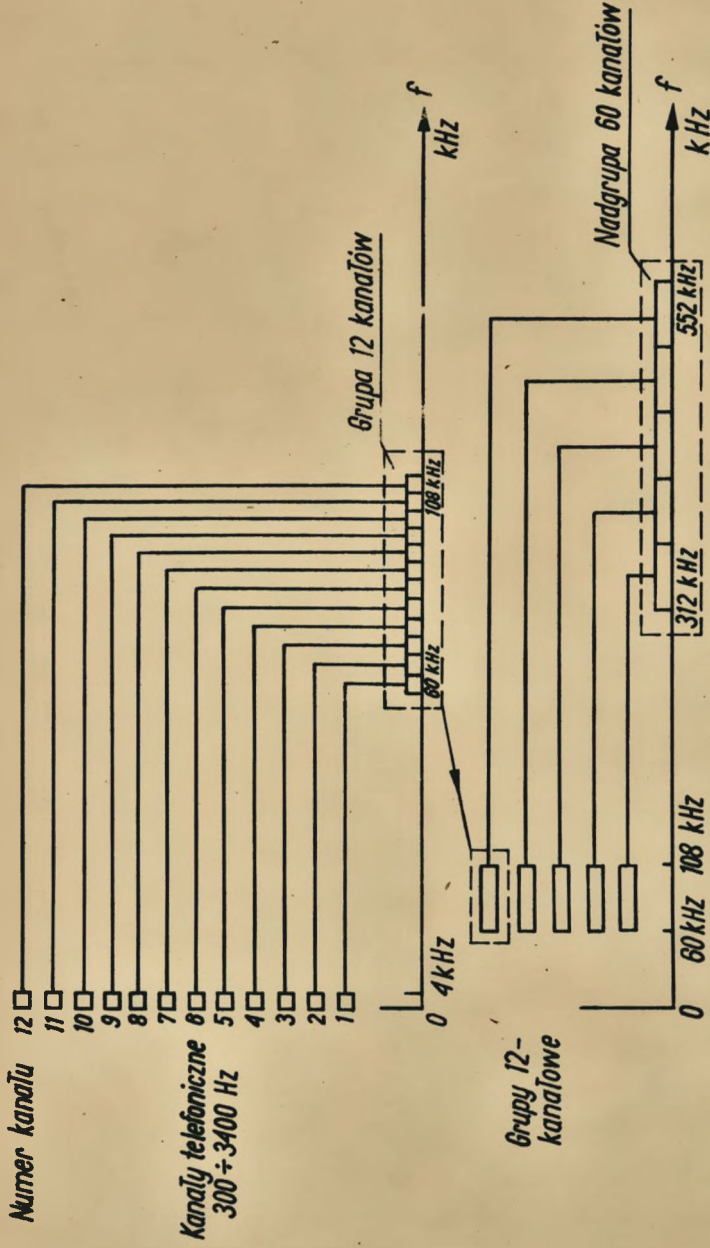 Numer kanału
12
11
10
9
8
7
6
5
4
3
2
1
Kanały telefoniczne
300÷3400 Hz
Grupa 12 kanałów
0
4 kHz
60 kHz
108 kHz
f
kHz
Grupy 12-
kanałowe
Nadgrupa 60 kanałów
0
60 kHz
108 kHz
312 kHz
552 kHz
f
kHz